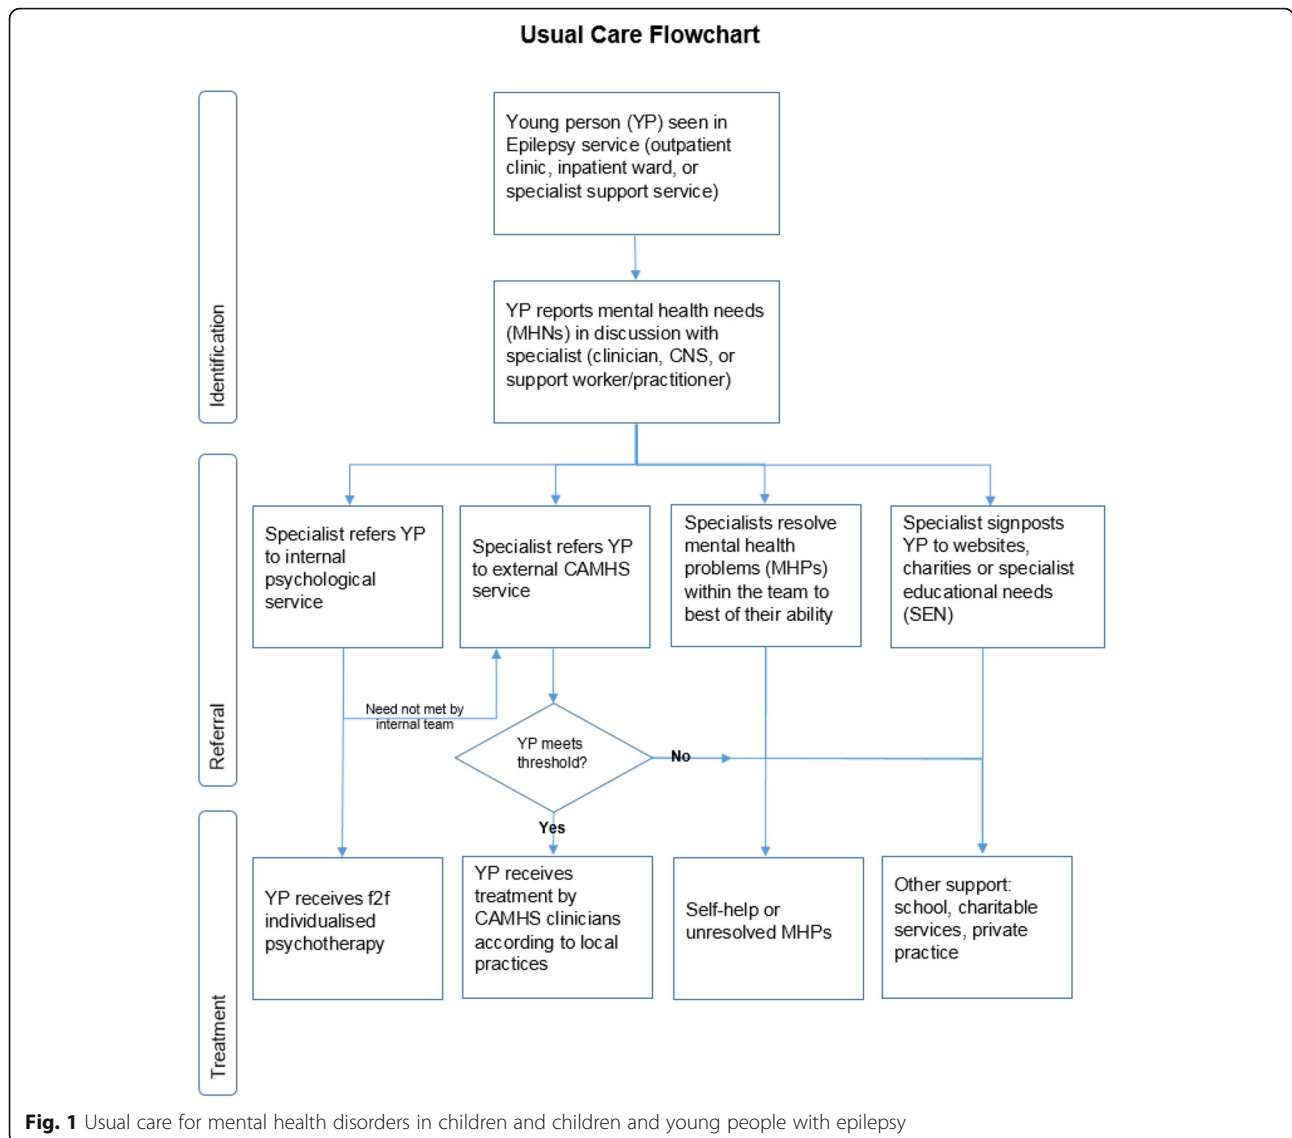 Usual Care Flowchart
Identification
Young person (YP) seen in
Epilepsy service (outpatient
clinic, inpatient ward, or
specialist support service)
YP reports mental health needs
(MHNs) in discussion with
specialist (clinician, CNS, or
support worker/practitioner)
Referral
Specialist refers YP
to internal
psychological
service
Specialist refers YP
to external CAMHS
service
Specialists resolve
mental health
problems (MHPs)
within the team to
best of their ability
Specialist signposts
YP to websites,
charities or specialist
educational needs
(SEN)
Need not met by
internal team
YP meets
threshold?
No
Yes
Treatment
YP receives f2f
individualised
psychotherapy
YP receives
treatment by
CAMHS clinicians
according to local
practices
Self-help or
unresolved MHPs
Other support:
school, charitable
services, private
practice
Fig. 1 Usual care for mental health disorders in children and children and young people with epilepsy